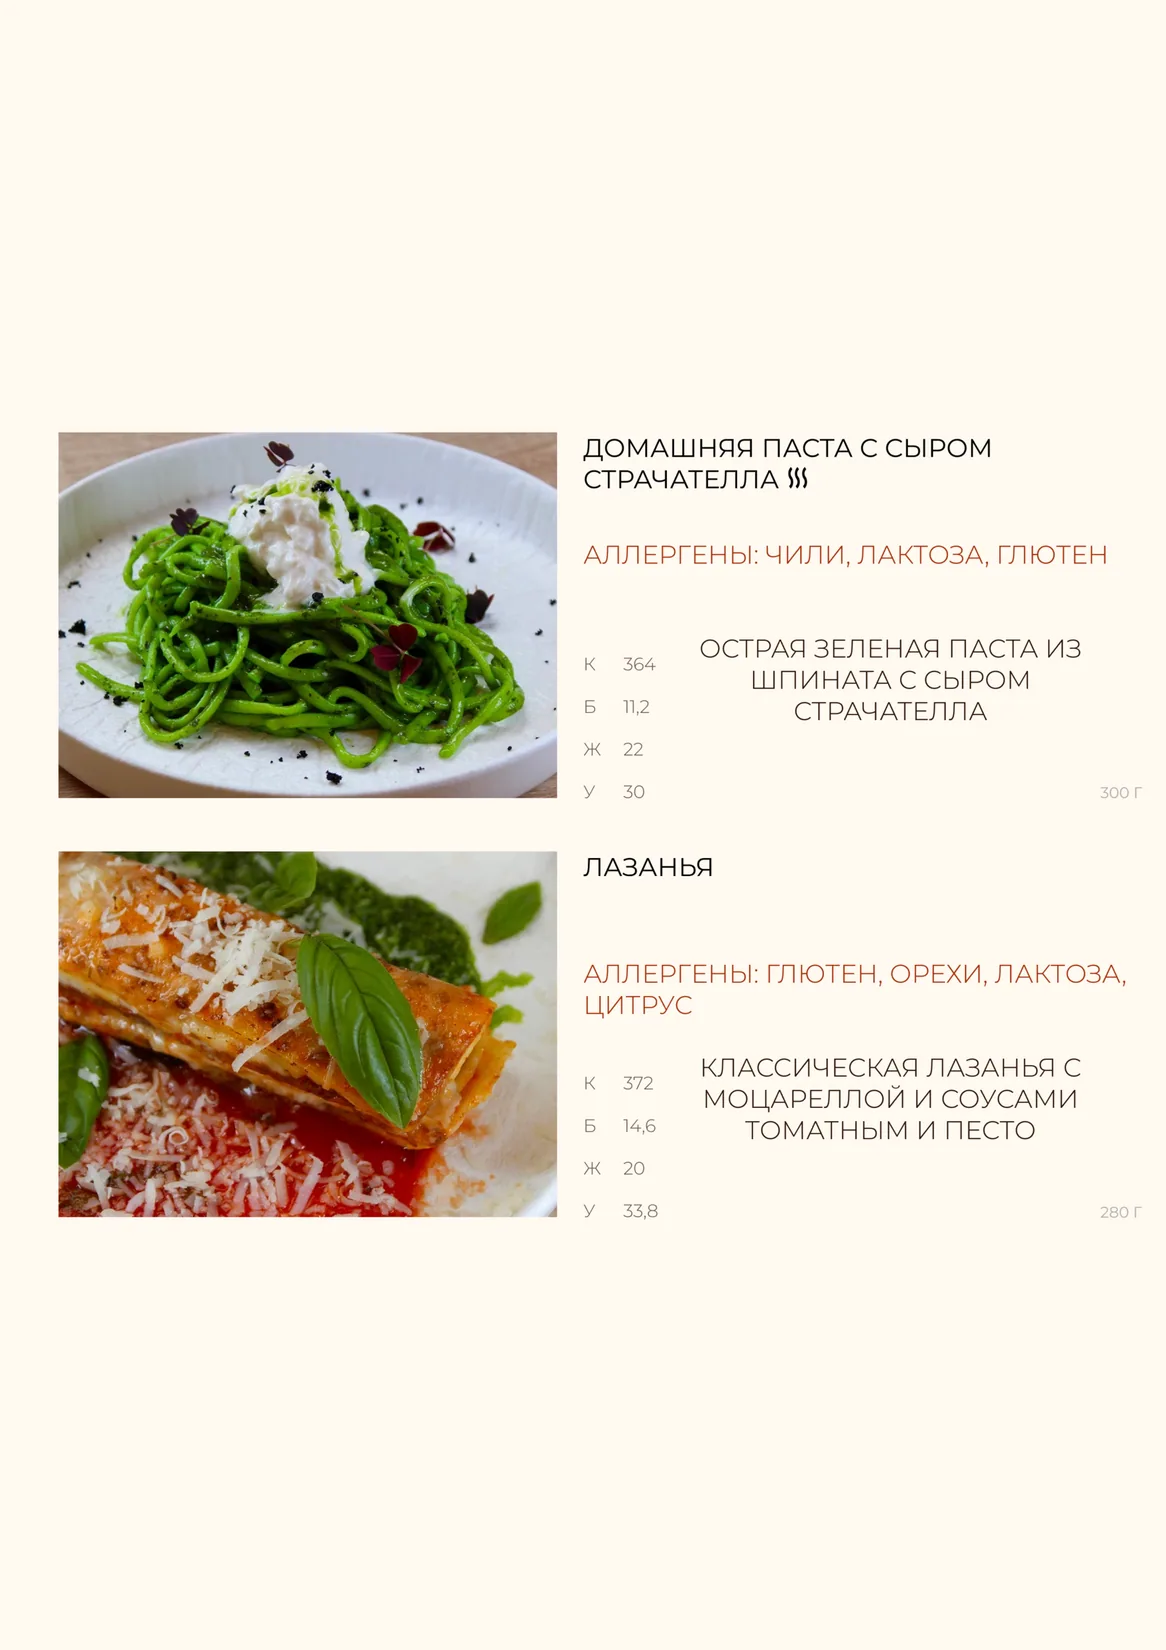 ДОМАШНЯЯ ПАСТА С СЫРОМ
СТРАЧАТЕЛЛА
АЛЛЕРГЕНЫ: ЧИЛИ, ЛАКТОЗА, ГЛЮТЕН
ОСТРАЯ ЗЕЛЕНАЯ ПАСТА ИЗ
ШПИНАТА С СЫРОМ
СТРАЧАТЕЛЛА
К 364
Б 11,2
Ж 22
У 30
300 Г
ЛАЗАНЬЯ
АЛЛЕРГЕНЫ: ГЛЮТЕН, ОРЕХИ, ЛАКТОЗА,
ЦИТРУС
КЛАССИЧЕСКАЯ ЛАЗАНЬЯ С
МОЦАРЕЛЛОЙ И СОУСАМИ
ТОМАТНЫМ И ПЕСТО
К 372
Б 14,6
Ж 20
У 33,8
280 Г